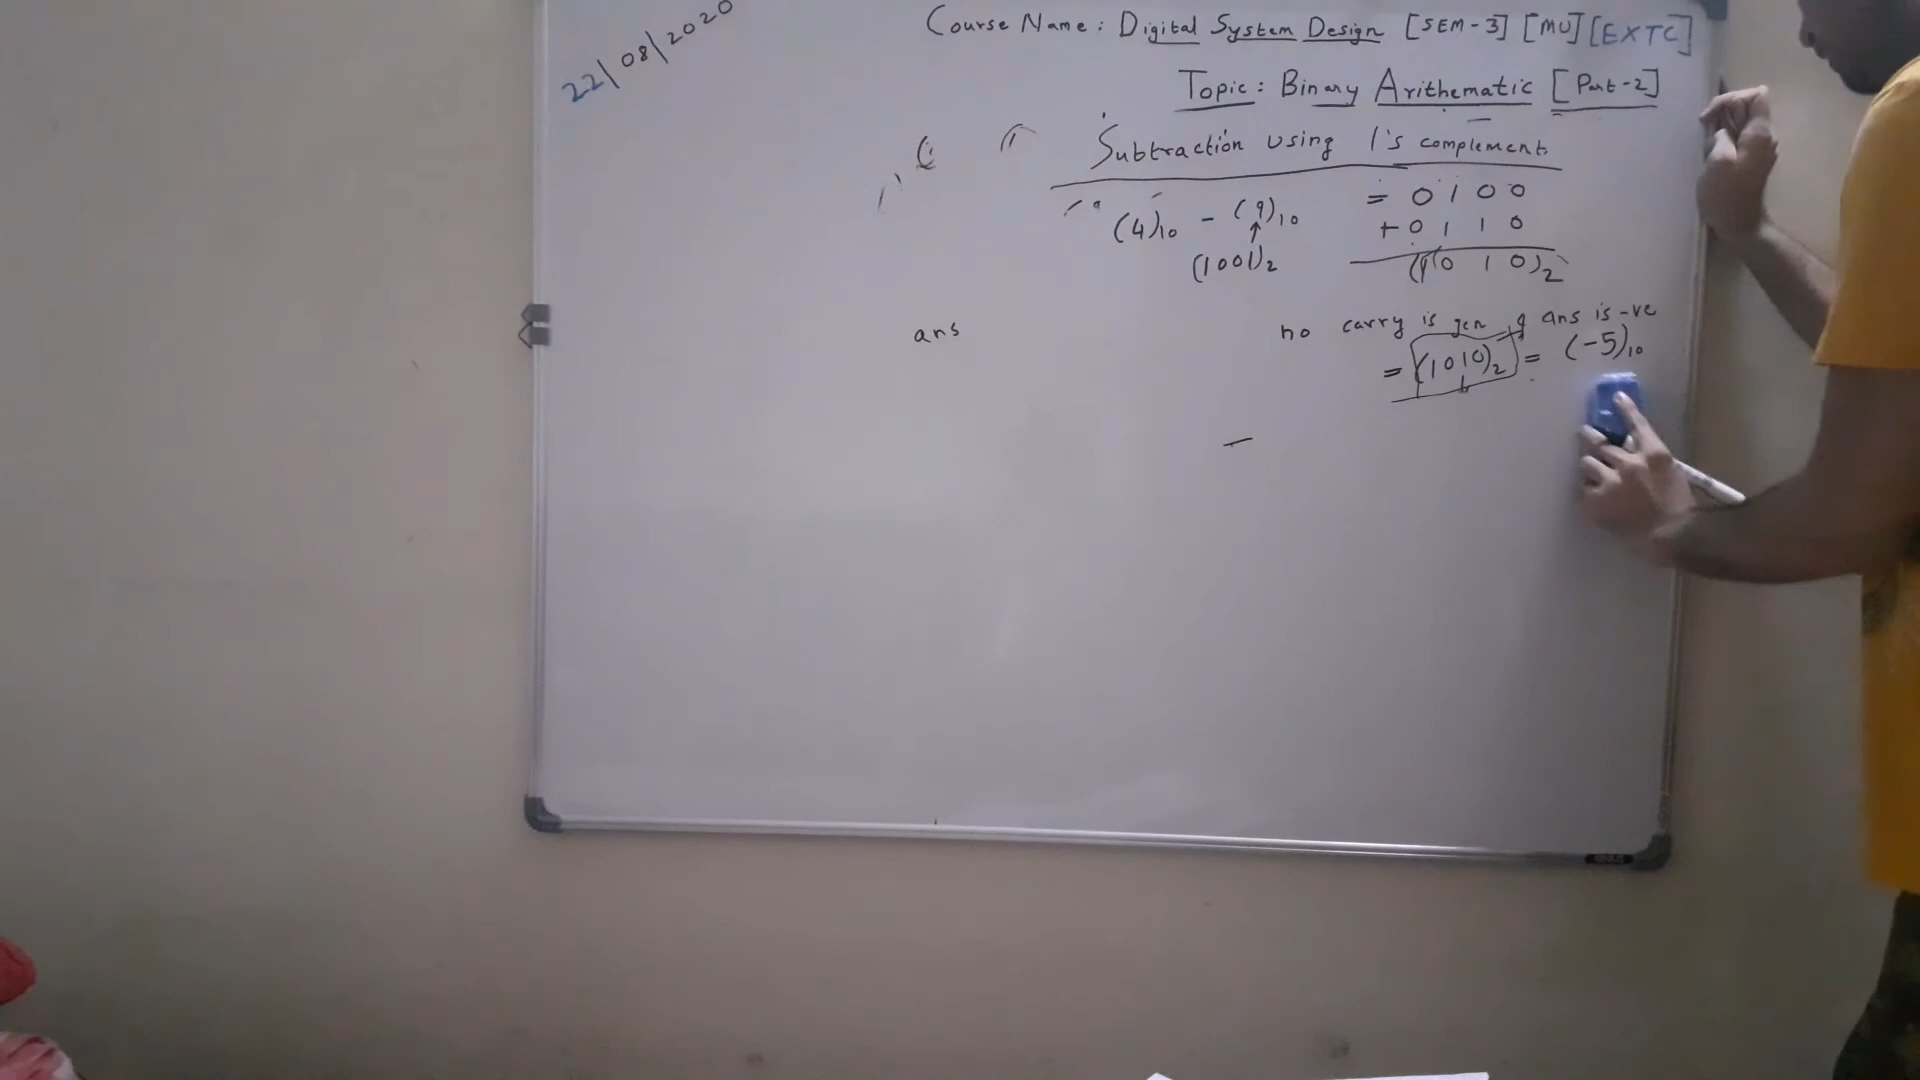 22/08/2020
Course Name: Digital System Design [SEM-3] [MU] [EXTC]
Topic: Binary Arithematic [Part-2]
Subtraction using 1's complement
(4)10 - (9)10
(1001)2
= 0 1 0 0
+ 0 1 1 0
(1 0 1 0)2
ans
no carry is gen & ans is -ve
= (1010)2 = (-5)10